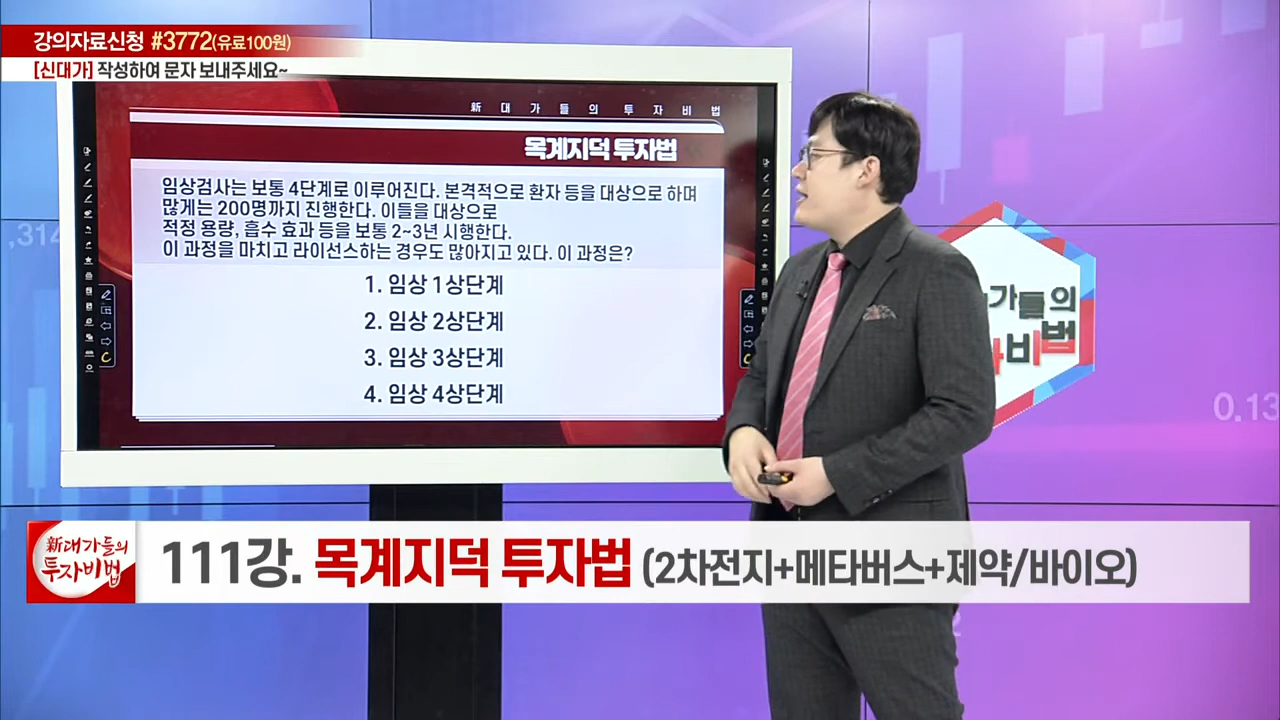 강의자료신청 #3772(유료100원)
[신대가] 작성하여 문자 보내주세요~
新대가들의 투자비법
목계지덕 투자법
임상검사는 보통 4단계로 이루어진다. 본격적으로 환자 등을 대상으로 하며
많게는 200명까지 진행한다. 이들을 대상으로
적정 용량, 흡수 효과 등을 보통 2~3년 시행한다.
이 과정을 마치고 라이선스하는 경우도 많아지고 있다. 이 과정은?
1. 임상 1상단계
2. 임상 2상단계
3. 임상 3상단계
4. 임상 4상단계
,314
가들의
비법
0.13
新대가들의
투자비법
111강. 목계지덕 투자법 (2차전지+메타버스+제약/바이오)